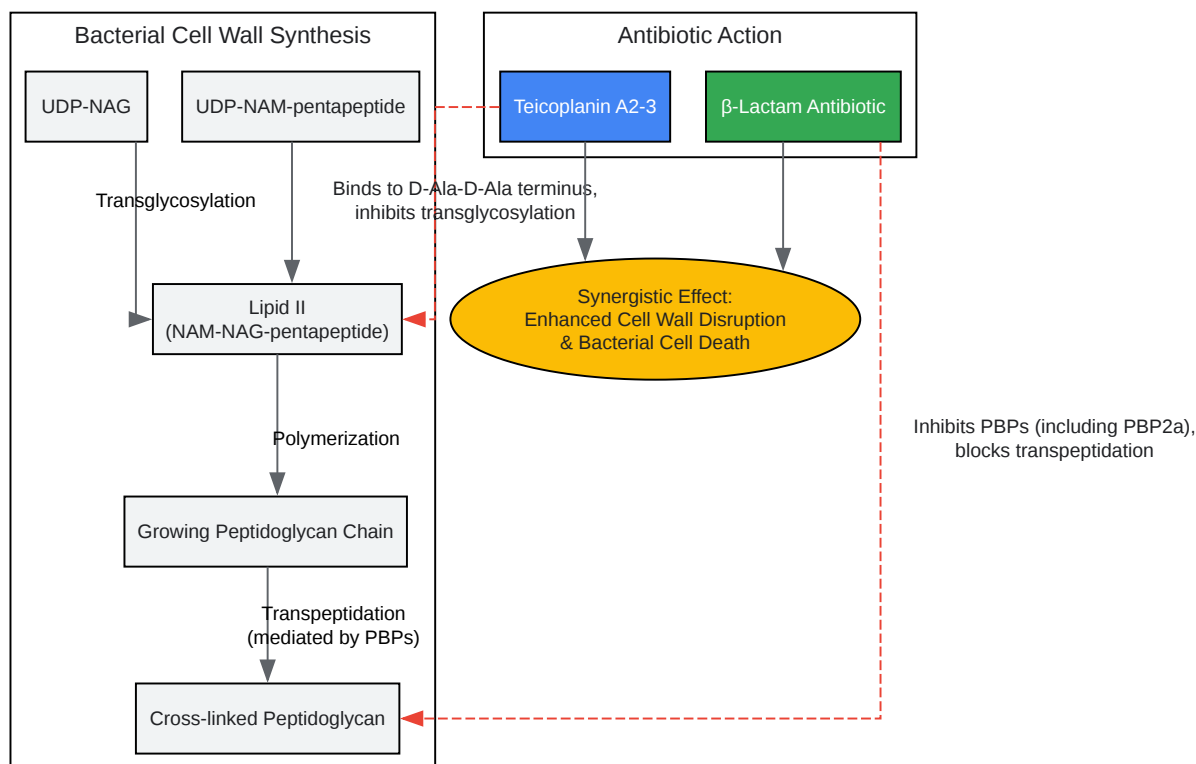 Bacterial Cell Wall Synthesis
Antibiotic Action
UDP-NAG
UDP-NAM-pentapeptide
Teicoplanin A2-3
β-Lactam Antibiotic
Transglycosylation
Binds to D-Ala-D-Ala terminus,
inhibits transglycosylation
Lipid II
(NAM-NAG-pentapeptide)
Synergistic Effect:
Enhanced Cell Wall Disruption
& Bacterial Cell Death
Polymerization
Inhibits PBPs (including PBP2a),
blocks transpeptidation
Growing Peptidoglycan Chain
Transpeptidation
(mediated by PBPs)
Cross-linked Peptidoglycan